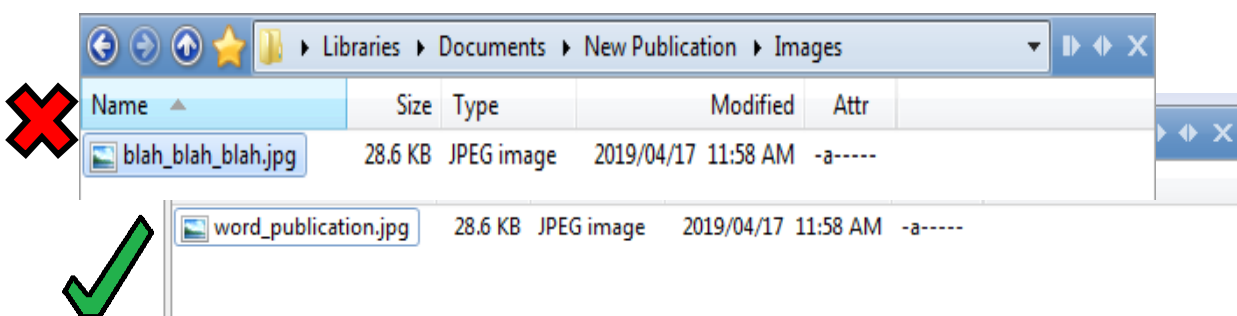 Libraries Documents New Publication Images
Name Size Type Modified Attr
blah_blah_blah.jpg 28.6 KB JPEG image 2019/04/17 11:58 AM -a-----
word_publication.jpg 28.6 KB JPEG image 2019/04/17 11:58 AM -a-----